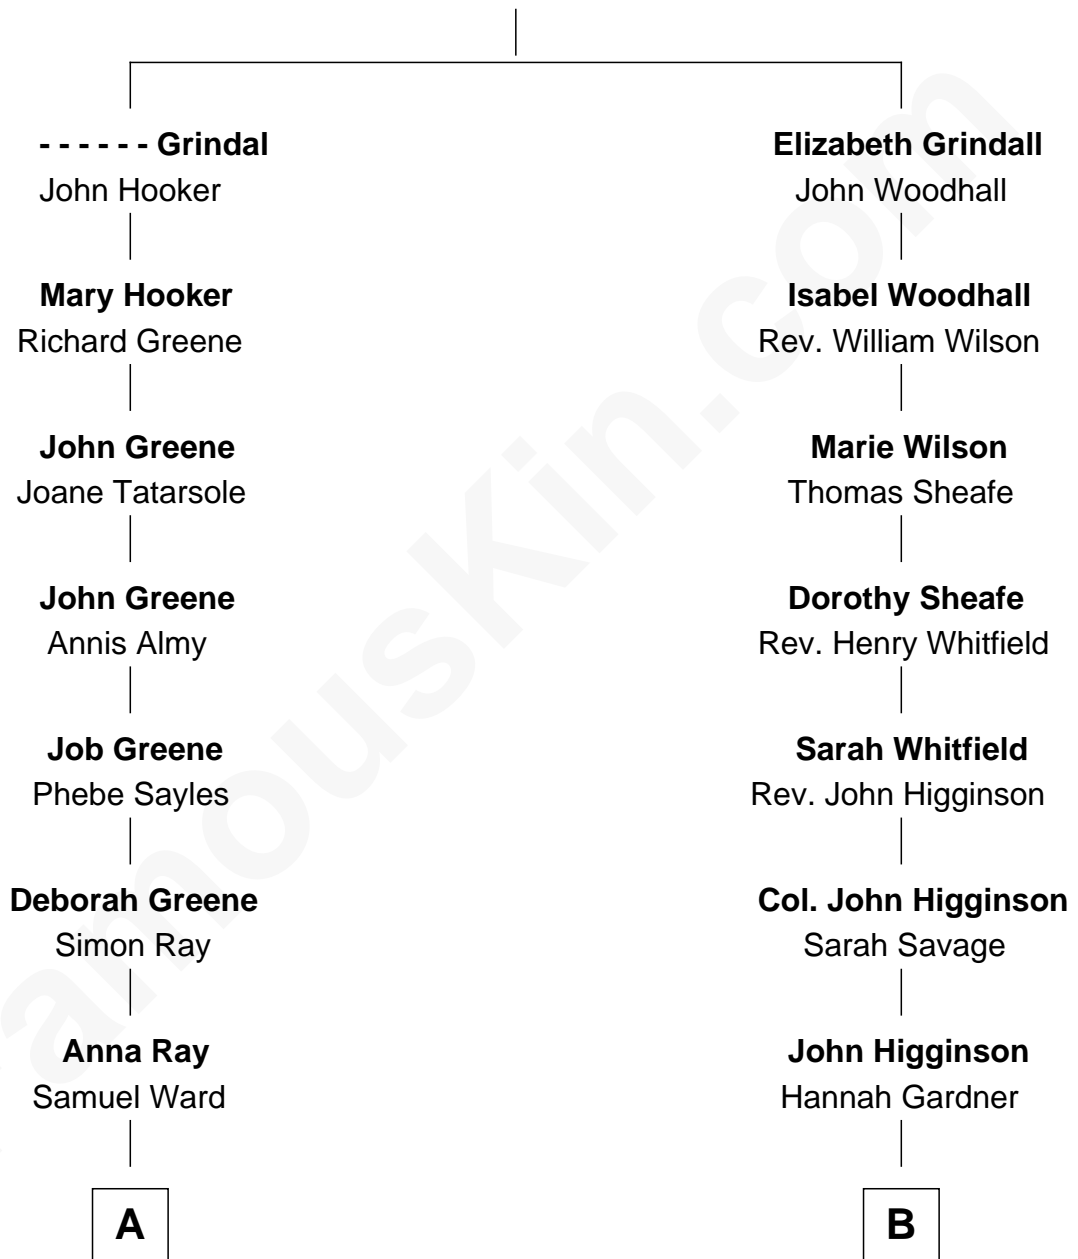 - - - - - - Grindal
John Hooker
Mary Hooker
Richard Greene
John Greene
Joane Tatarsole
John Greene
Annis Almy
Job Greene
Phebe Sayles
Deborah Greene
Simon Ray
Anna Ray
Samuel Ward
A
Elizabeth Grindall
John Woodhall
Isabel Woodhall
Rev. William Wilson
Marie Wilson
Thomas Sheafe
Dorothy Sheafe
Rev. Henry Whitfield
Sarah Whitfield
Rev. John Higginson
Col. John Higginson
Sarah Savage
John Higginson
Hannah Gardner
B
amousKin.com